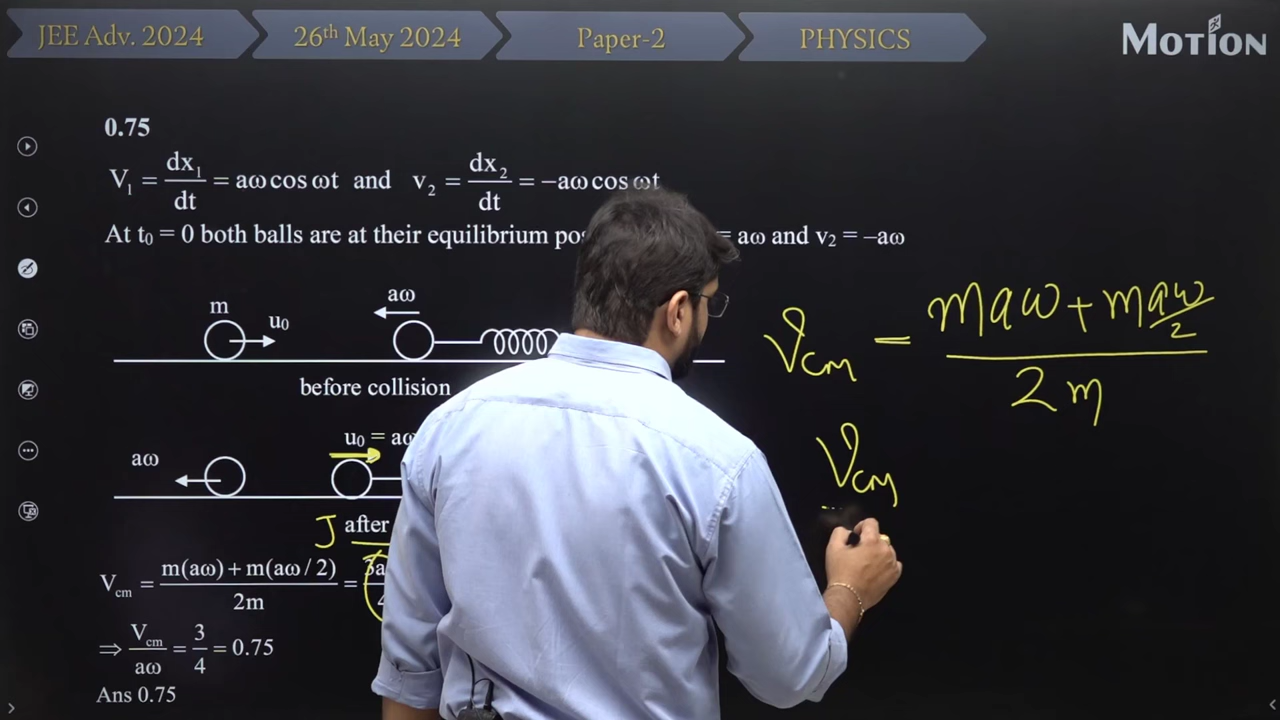 JEE Adv. 2024 26th May 2024 Paper-2 PHYSICS MOTION
0.75
V₁ = dx₁/dt = aω cos ωt and v₂ = dx₂/dt = −aω cos ωt
At t₀ = 0 both balls are at their equilibrium = aω and v₂ = −aω
m u₀ aω
before collision
aω u₀ =
J after
V_cm = m(aω) + m(aω / 2) / 2m =
⇒ V_cm/aω = 3/4 = 0.75
Ans 0.75
V_cm = maω + maω/2 / 2m
V_cm